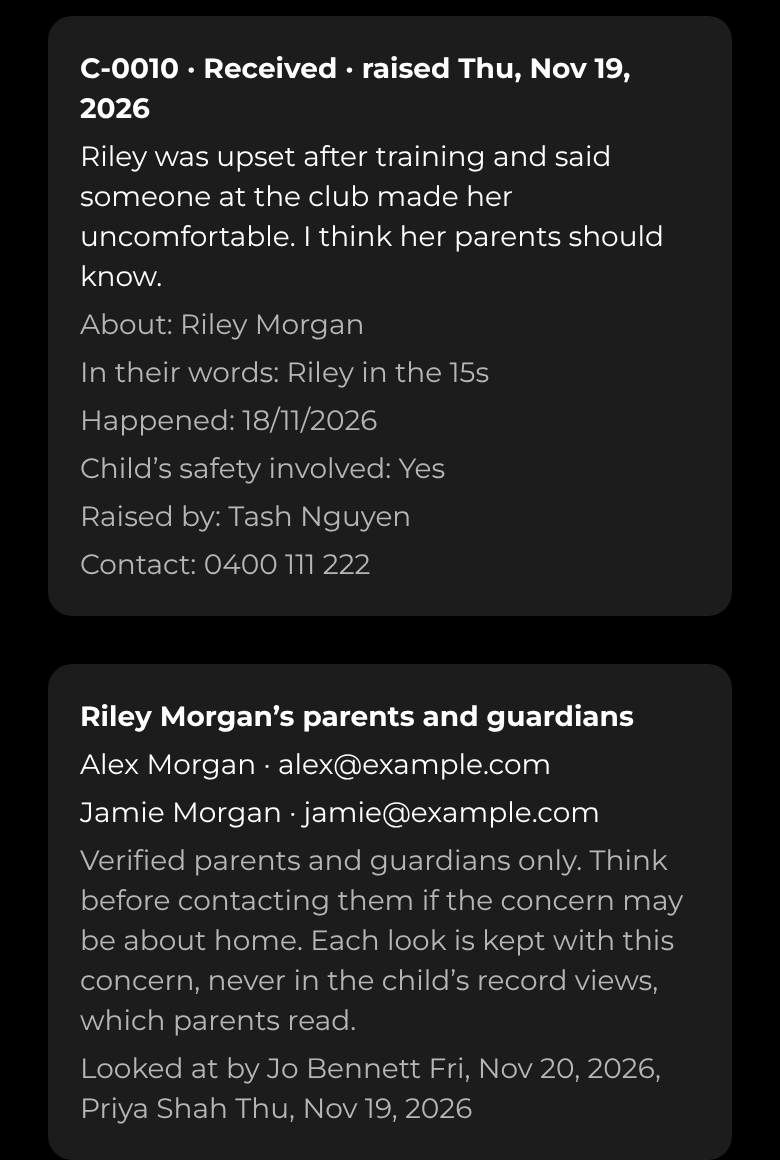 C-0010 · Received · raised Thu, Nov 19,
2026
Riley was upset after training and said
someone at the club made her
uncomfortable. I think her parents should
know.
About: Riley Morgan
In their words: Riley in the 15s
Happened: 18/11/2026
Child’s safety involved: Yes
Raised by: Tash Nguyen
Contact: 0400 111 222
Riley Morgan’s parents and guardians
Alex Morgan · alex@example.com
Jamie Morgan · jamie@example.com
Verified parents and guardians only. Think
before contacting them if the concern may
be about home. Each look is kept with this
concern, never in the child’s record views,
which parents read.
Looked at by Jo Bennett Fri, Nov 20, 2026,
Priya Shah Thu, Nov 19, 2026